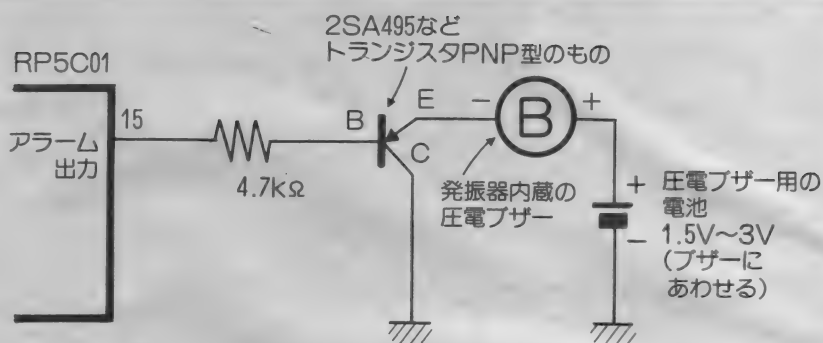 2SA495など
トランジスタPNP型のもの
RP5C01
15
アラーム
出力
4.7kΩ
B
E
C
-
B
+
発振器内蔵の
圧電ブザー
+
-
圧電ブザー用の
電池
1.5V～3V
(ブザーに
あわせる)